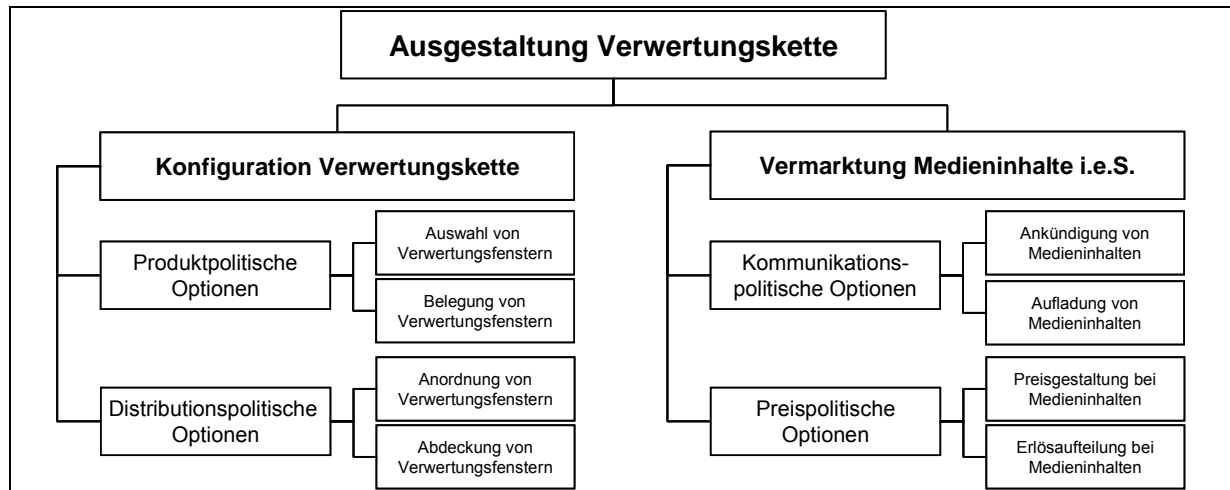 Ausgestaltung Verwertungskette
Konfiguration Verwertungskette
Produktpolitische
Optionen
Auswahl von
Verwertungsfenstern
Belegung von
Verwertungsfenstern
Distributionspolitische
Optionen
Anordnung von
Verwertungsfenstern
Abdeckung von
Verwertungsfenstern
Vermarktung Medieninhalte i.e.S.
Kommunikations-
politische Optionen
Ankündigung von
Medieninhalten
Aufladung von
Medieninhalten
Preispolitische
Optionen
Preisgestaltung bei
Medieninhalten
Erlösaufteilung bei
Medieninhalten